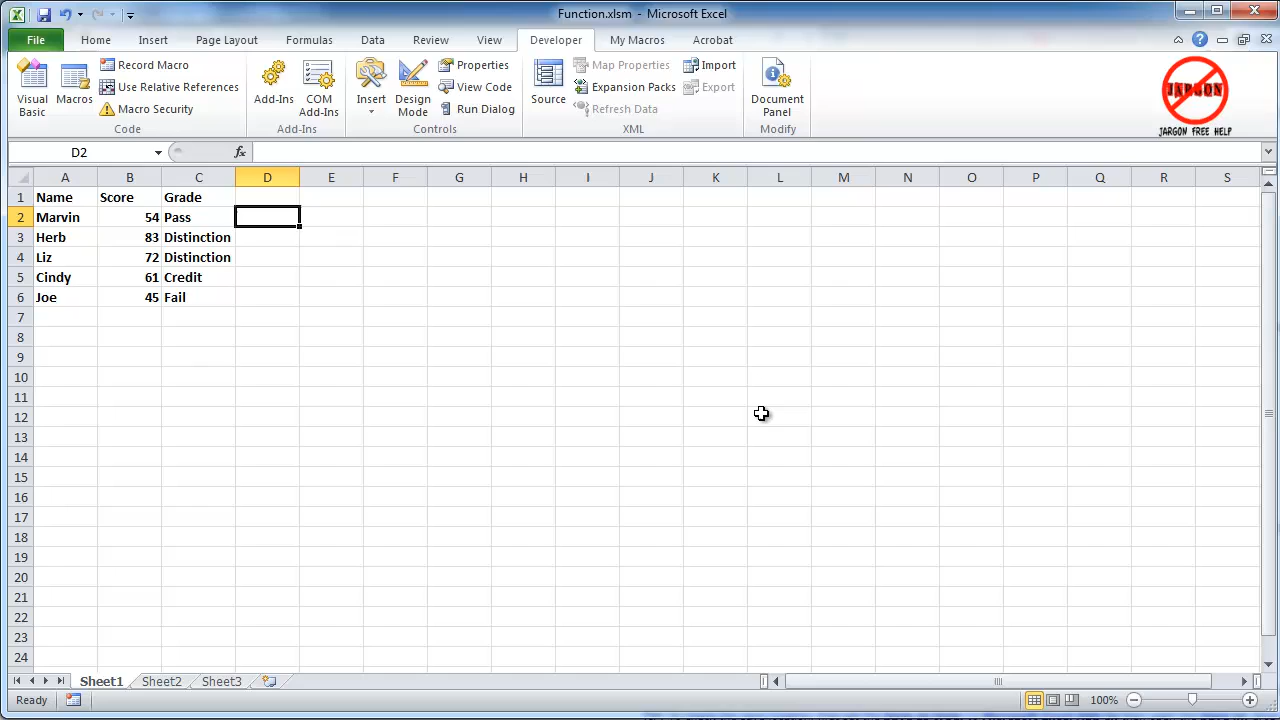 Function.xlsm - Microsoft Excel
File Home Insert Page Layout Formulas Data Review View Developer My Macros Acrobat
Visual Basic
Macros
Record Macro
Use Relative References
Macro Security
Code
Add-Ins
COM Add-Ins
Add-Ins
Insert
Design Mode
Properties
View Code
Run Dialog
Controls
Source
Map Properties
Expansion Packs
Refresh Data
Import
Export
XML
Document Panel
Modify
JARGON
JARGON FREE HELP
D2 fx
A B C D E F G H I J K L M N O P Q R S
1 Name Score Grade
2 Marvin 54 Pass
3 Herb 83 Distinction
4 Liz 72 Distinction
5 Cindy 61 Credit
6 Joe 45 Fail
7
8
9
10
11
12
13
14
15
16
17
18
19
20
21
22
23
24
Sheet1 Sheet2 Sheet3
Ready 100%